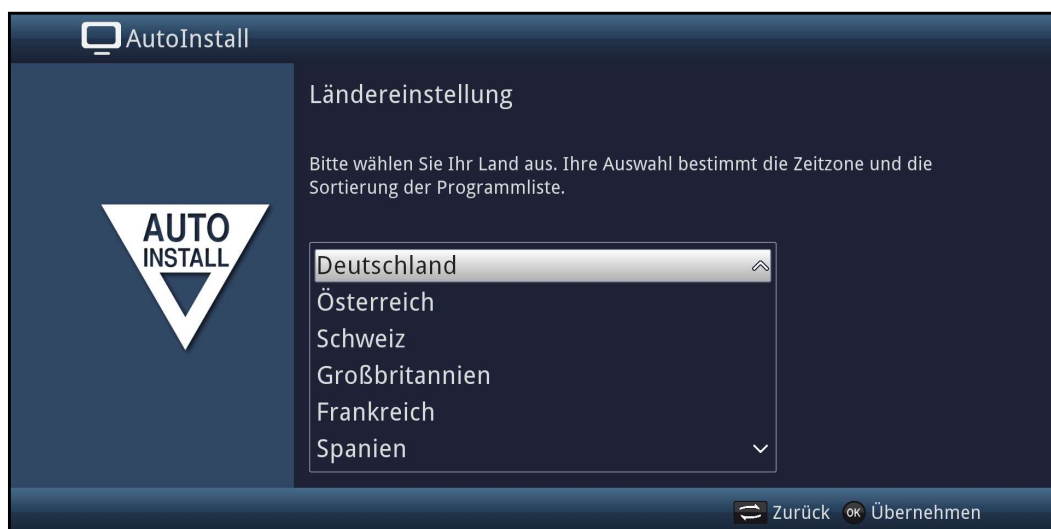 AutoInstall
Ländereinstellung
Bitte wählen Sie Ihr Land aus. Ihre Auswahl bestimmt die Zeitzone und die
Sortierung der Programmliste.
AUTO
INSTALL
Deutschland
Österreich
Schweiz
Großbritannien
Frankreich
Spanien
Zurück OK Übernehmen